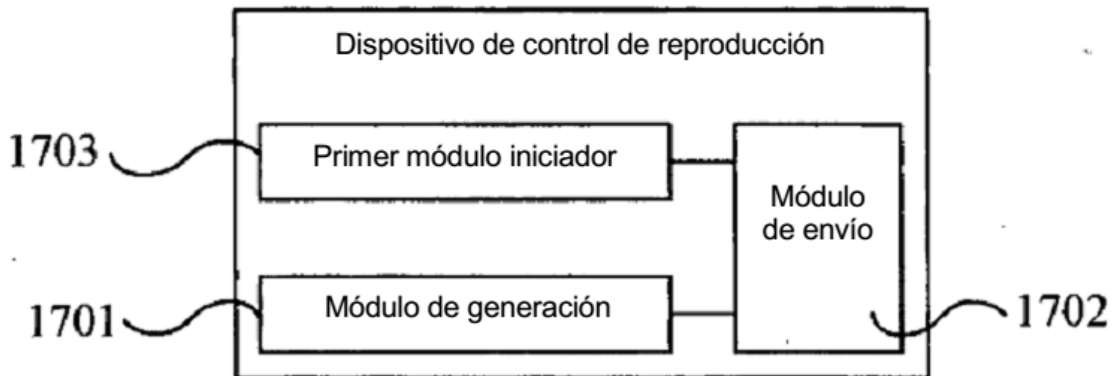 Dispositivo de control de reproducción
1703
Primer módulo iniciador
Módulo
de envío
1701
Módulo de generación
1702